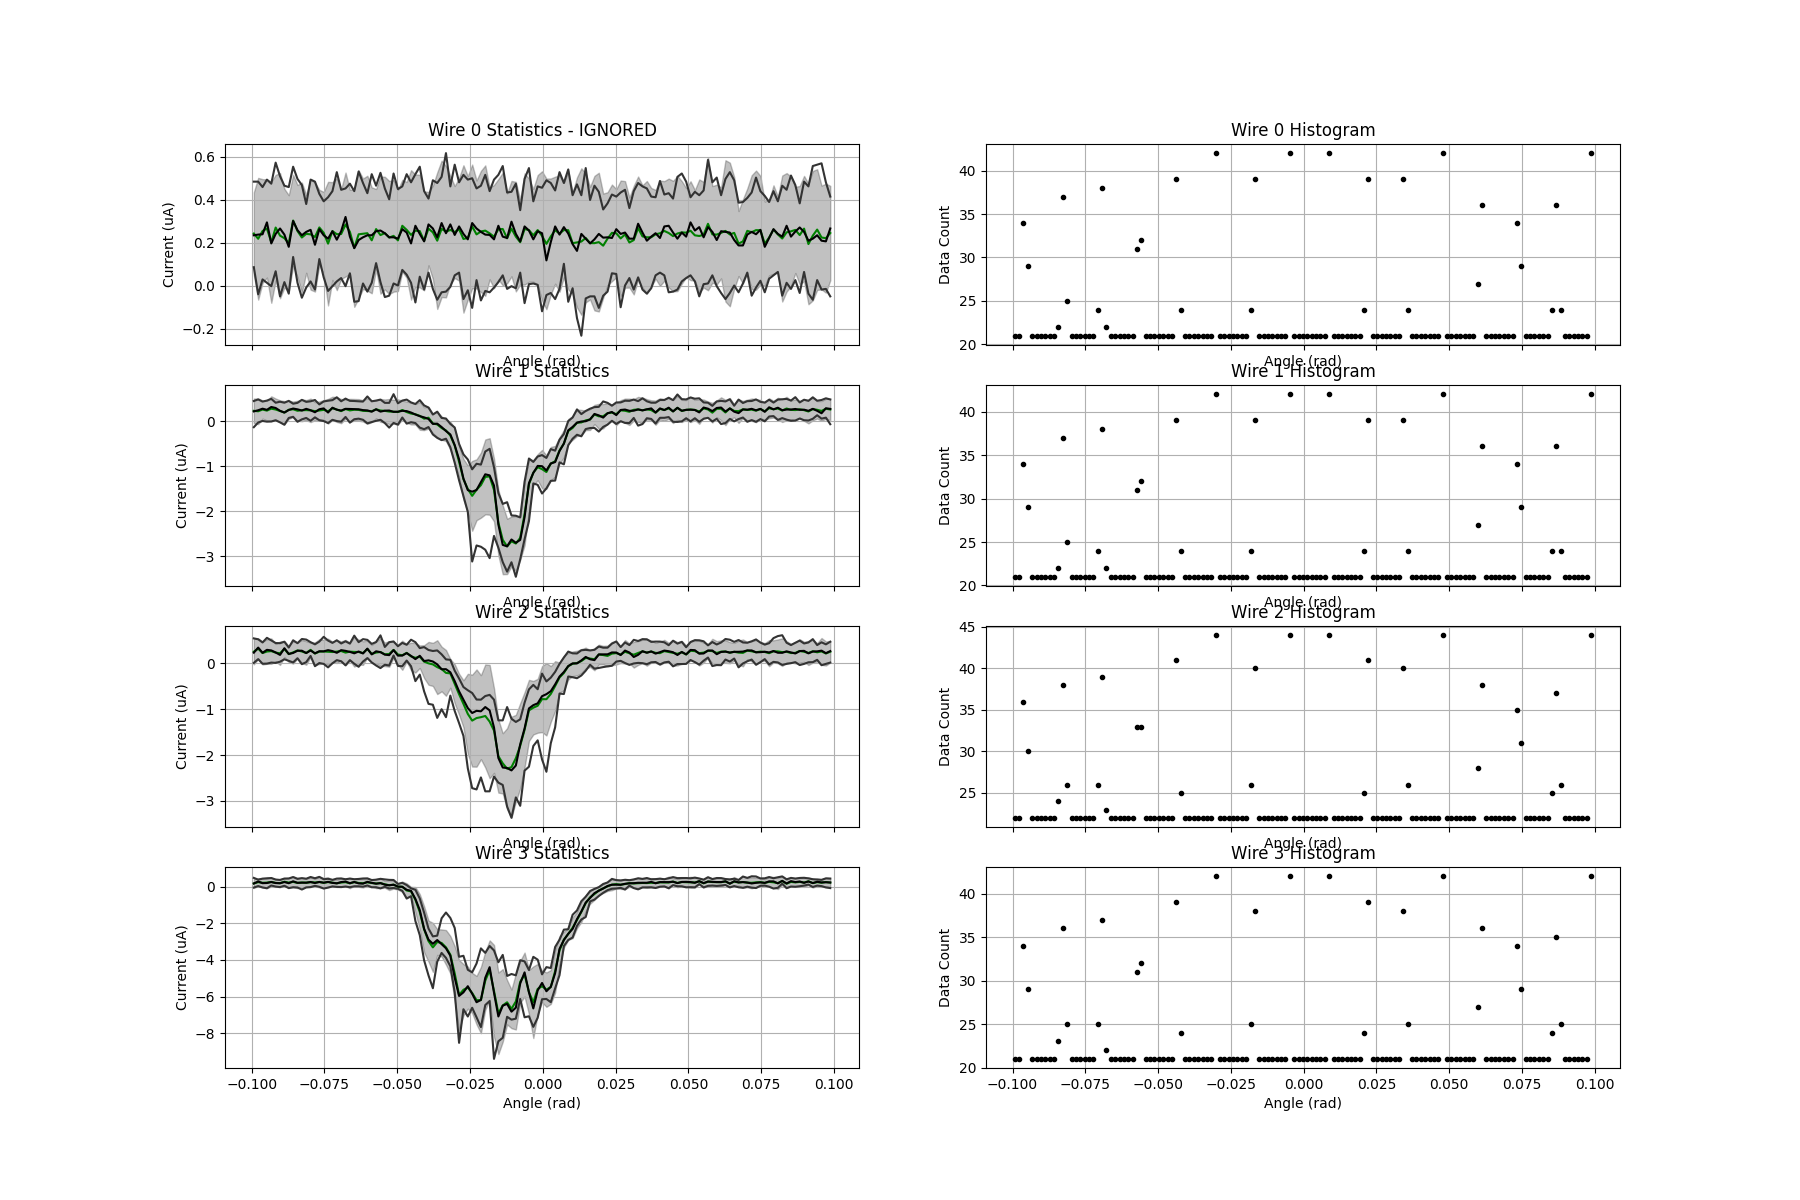 Wire 0 Statistics - IGNORED
Current (uA)
0.6
0.4
0.2
0.0
−0.2
Angle (rad)
Wire 0 Histogram
Data Count
40
35
30
25
20
Angle (rad)
Wire 1 Statistics
Current (uA)
0
−1
−2
−3
Angle (rad)
Wire 1 Histogram
Data Count
40
35
30
25
20
Angle (rad)
Wire 2 Statistics
Current (uA)
0
−1
−2
−3
Angle (rad)
Wire 2 Histogram
Data Count
45
40
35
30
25
Angle (rad)
Wire 3 Statistics
Current (uA)
0
−2
−4
−6
−8
−0.100 −0.075 −0.050 −0.025 0.000 0.025 0.050 0.075 0.100
Angle (rad)
Wire 3 Histogram
Data Count
40
35
30
25
20
−0.100 −0.075 −0.050 −0.025 0.000 0.025 0.050 0.075 0.100
Angle (rad)